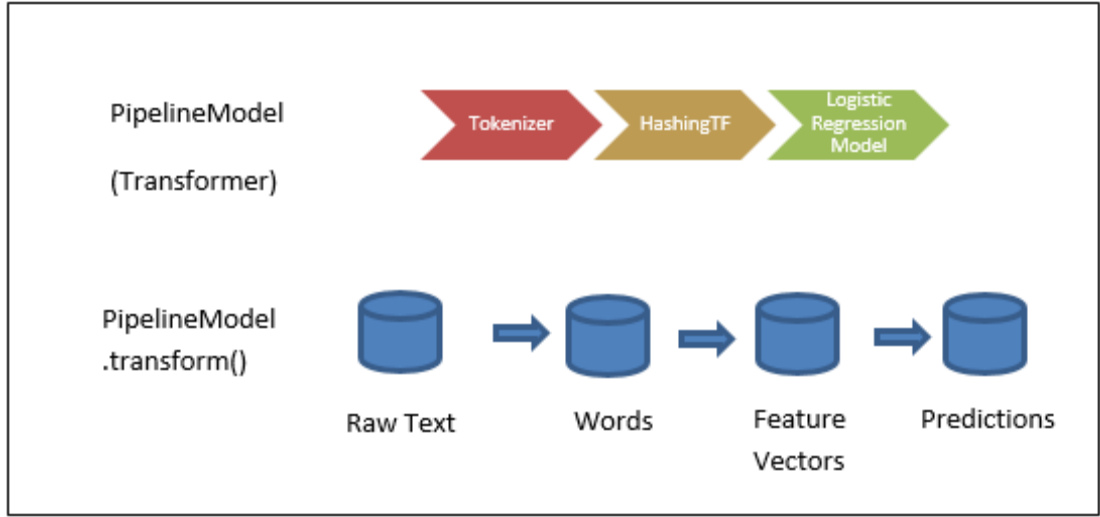 PipelineModel
(Transformer)
Tokenizer
HashingTF
Logistic
Regression
Model
PipelineModel
.transform()
Raw Text
Words
Feature
Vectors
Predictions